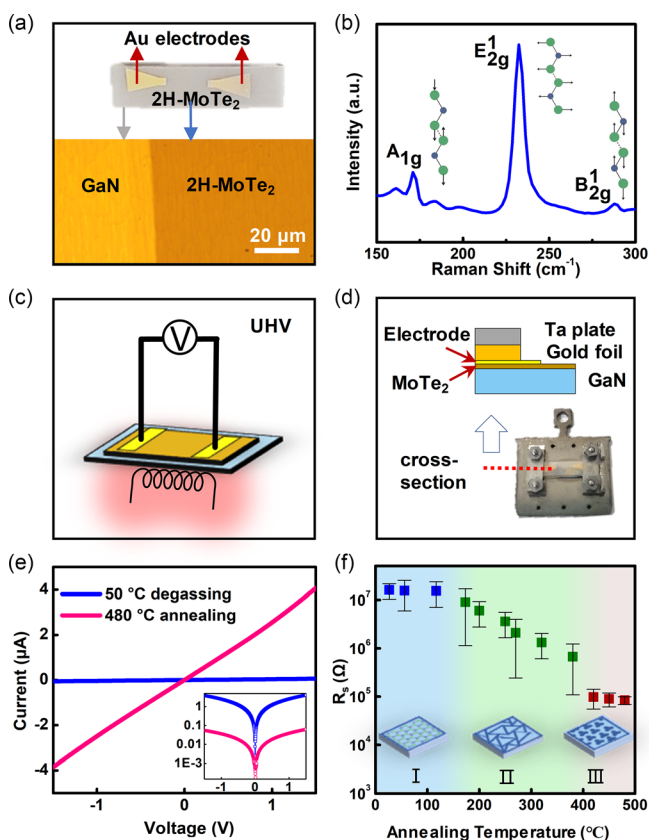 (a)
Au electrodes
2H-MoTe₂
GaN
2H-MoTe₂
20 µm
(b)
Intensity (a.u.)
A₁g
E¹₂g
B¹₂g
150
200
250
300
Raman Shift (cm⁻¹)
(c)
V
UHV
(d)
Electrode
Ta plate
Gold foil
MoTe₂
GaN
cross-
section
(e)
Current (µA)
4
2
0
-2
-4
50 °C degassing
480 °C annealing
1
0.1
0.01
1E-3
-1
0
1
-1
0
1
Voltage (V)
(f)
Rs (Ω)
10⁷
10⁶
10⁵
10⁴
10³
I
II
III
0
100
200
300
400
500
Annealing Temperature (°C)